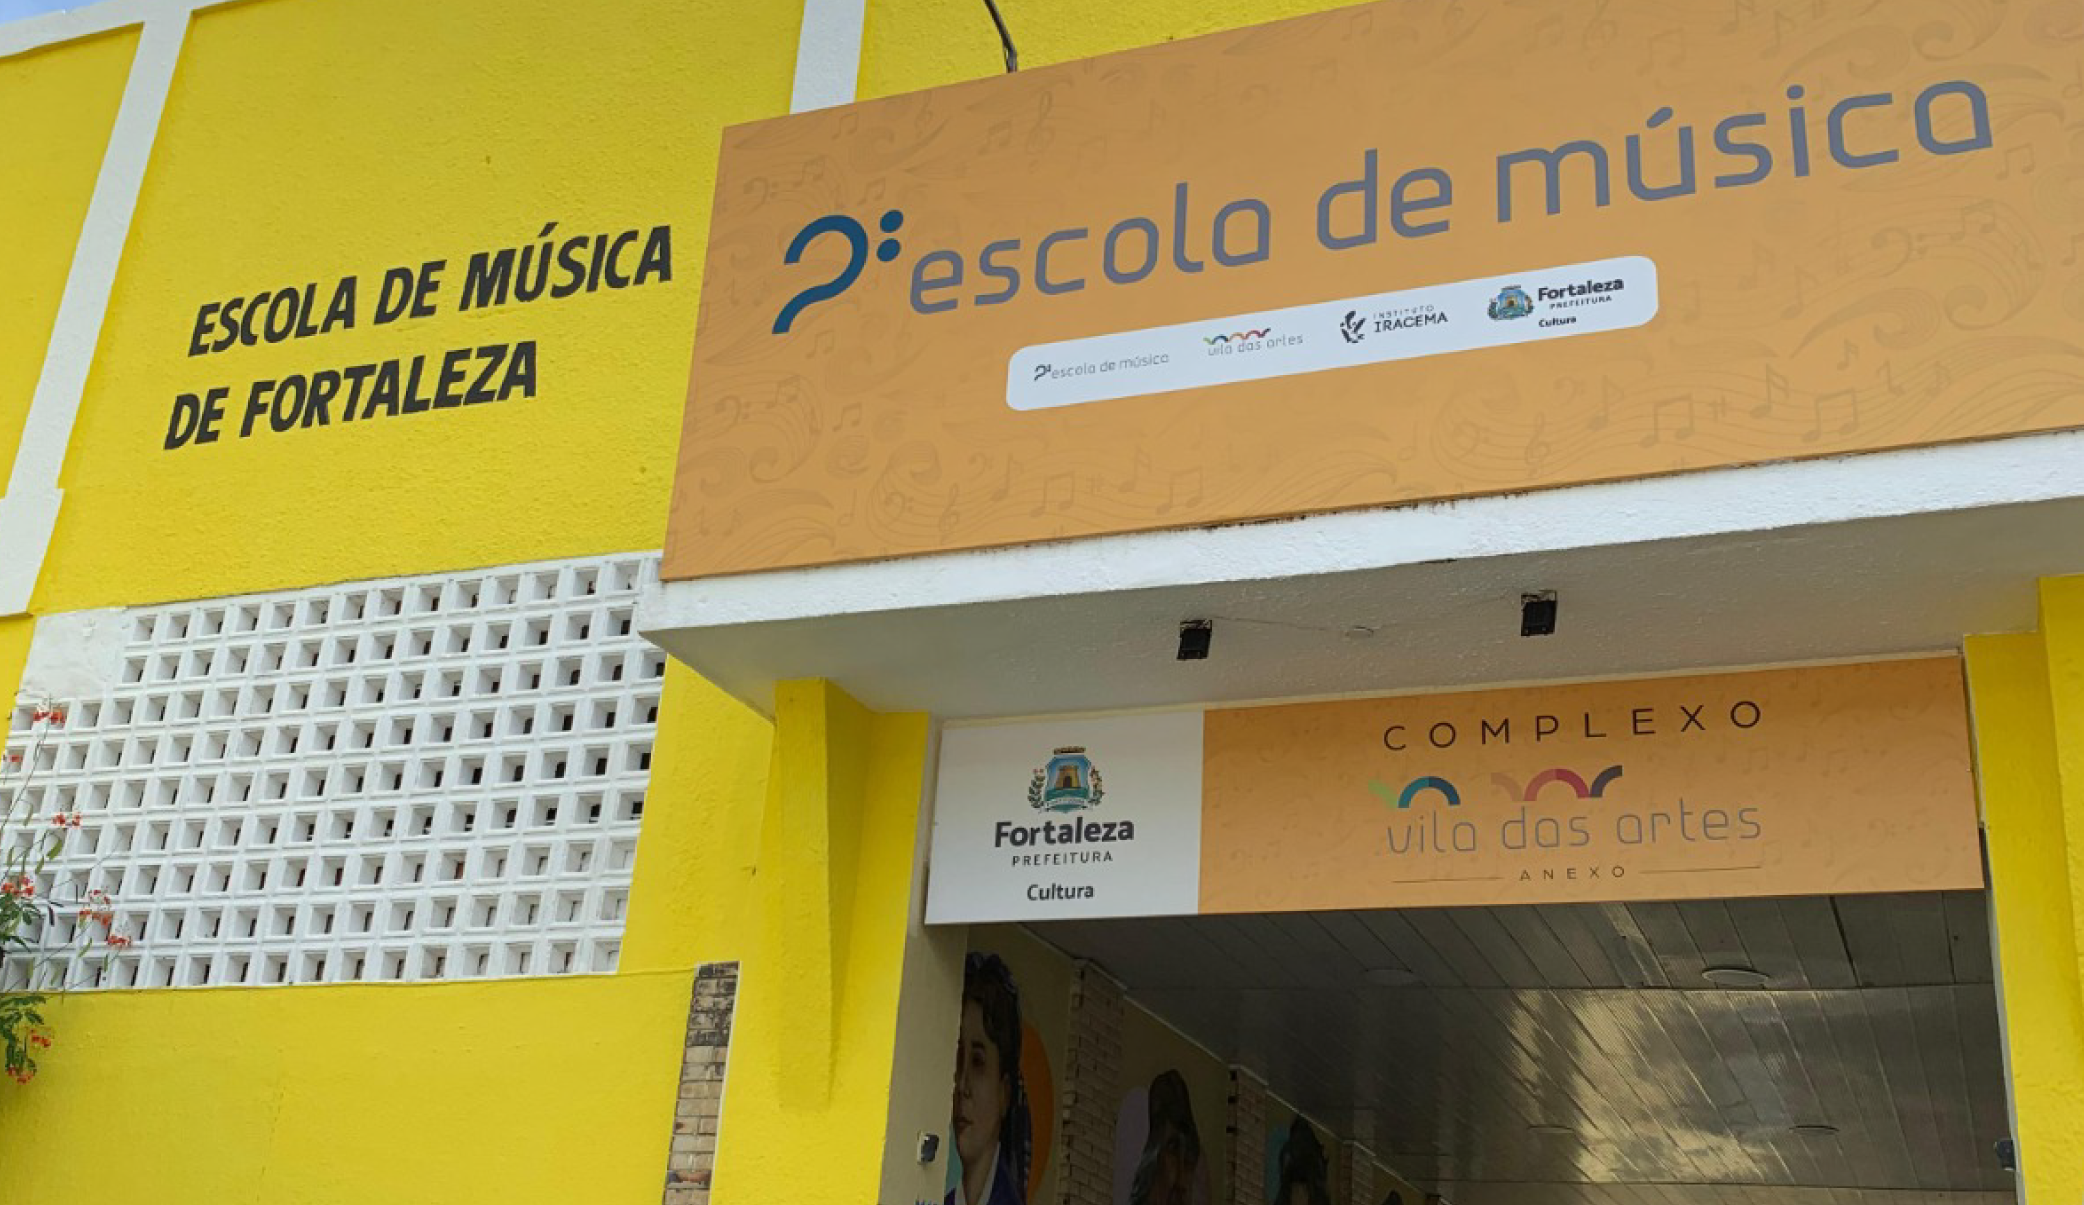 ESCOLA DE MÚSICA
DE FORTALEZA
escola de música
escola de música
vila das artes
INSTITUTO
IRACEMA
Fortaleza
PREFEITURA
Cultura
Fortaleza
PREFEITURA
Cultura
COMPLEXO
vila das artes
ANEXO